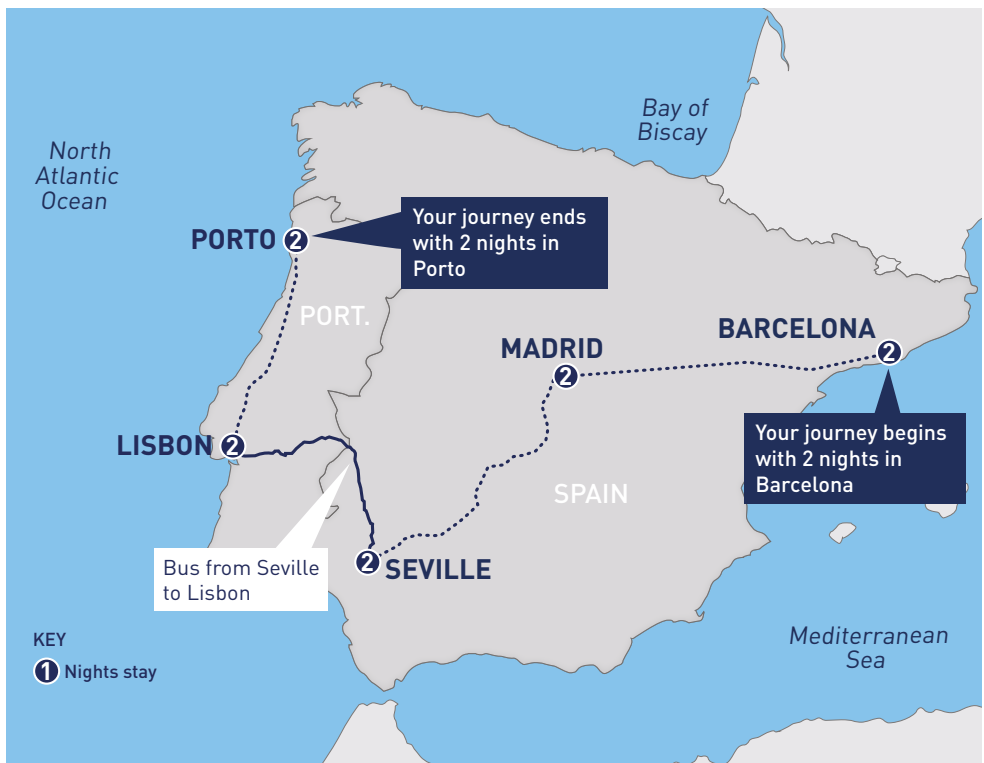 Bay of
Biscay
North
Atlantic
Ocean
Your journey ends
with 2 nights in
Porto
PORTO 2
PORT.
BARCELONA
2
MADRID
2
LISBON 2
Your journey begins
with 2 nights in
Barcelona
SPAIN
Bus from Seville
to Lisbon
2 SEVILLE
Mediterranean
Sea
KEY
1 Nights stay